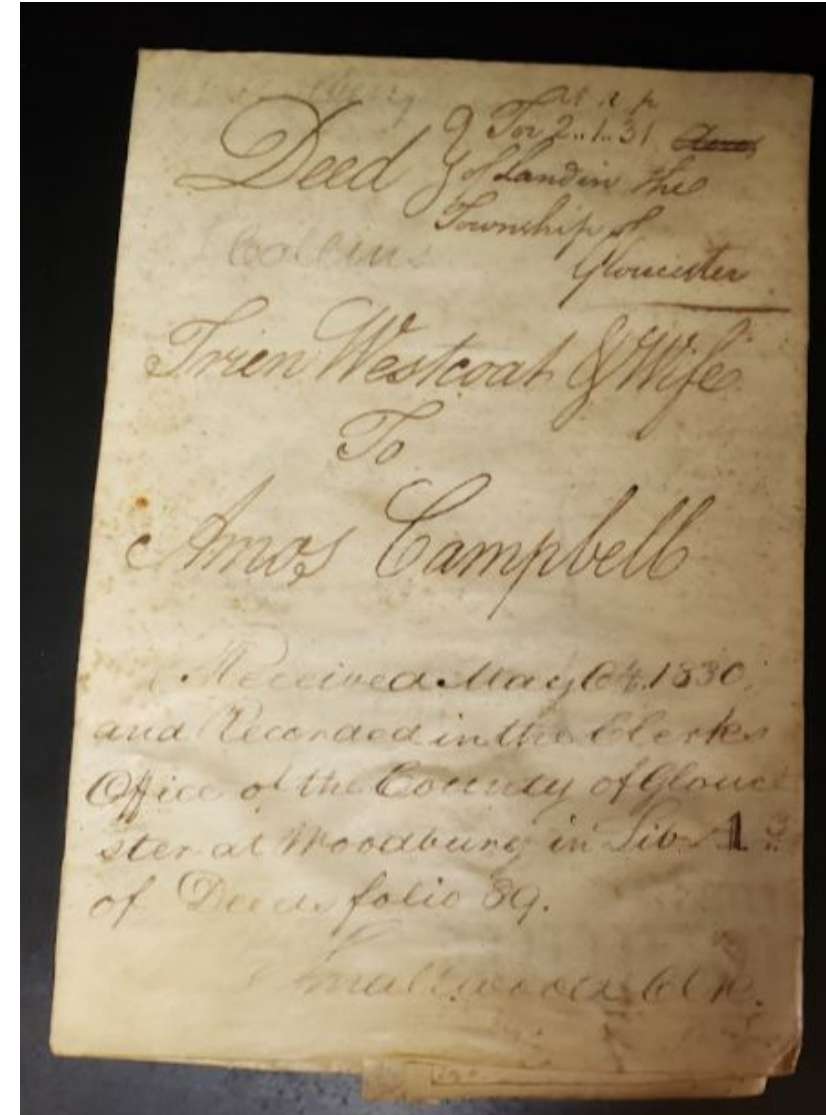 Deed
a r p
For 2..1..31
of Land in the
Township of
Gloucester
Collins
Westcoat & Wife
To
Amos Campbell
Received May 6th. 1830,
and Recorded in the Clerks
Office of the County of Glouce
ster at Woodbury in Lib.
of Deeds folio 89.
Smallwood Clk.